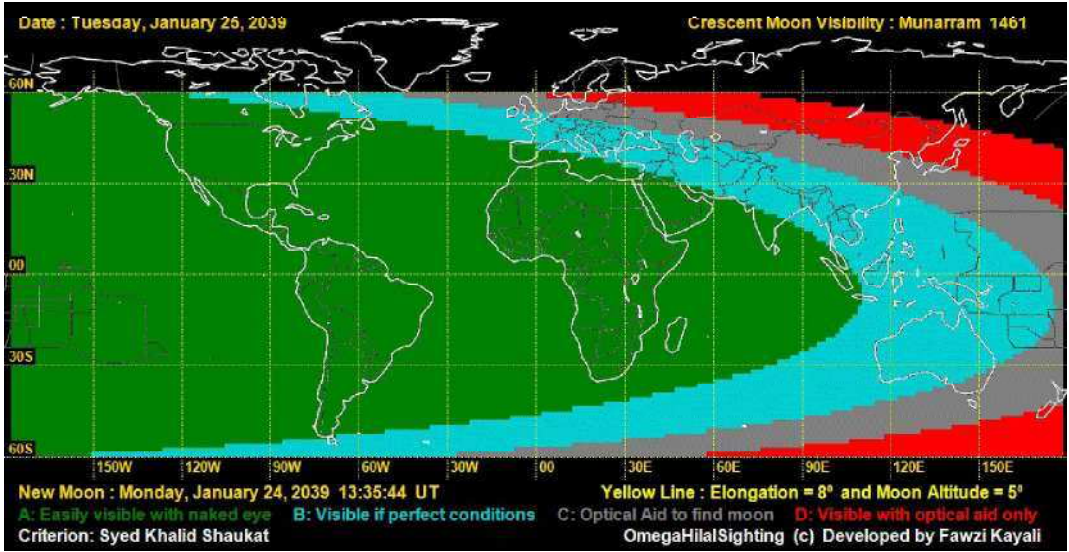 Date : Tuesday, January 25, 2039
Crescent Moon Visibility : Muharram 1461
60N
30N
00
30S
60S
150W 120W 90W 60W 30W 00 30E 60E 90E 120E 150E
New Moon : Monday, January 24, 2039 13:35:44 UT
Yellow Line : Elongation = 8º and Moon Altitude = 5º
A: Easily visible with naked eye B: Visible if perfect conditions C: Optical Aid to find moon D: Visible with optical aid only
Criterion: Syed Khalid Shaukat
OmegaHilalSighting (c) Developed by Fawzi Kayali